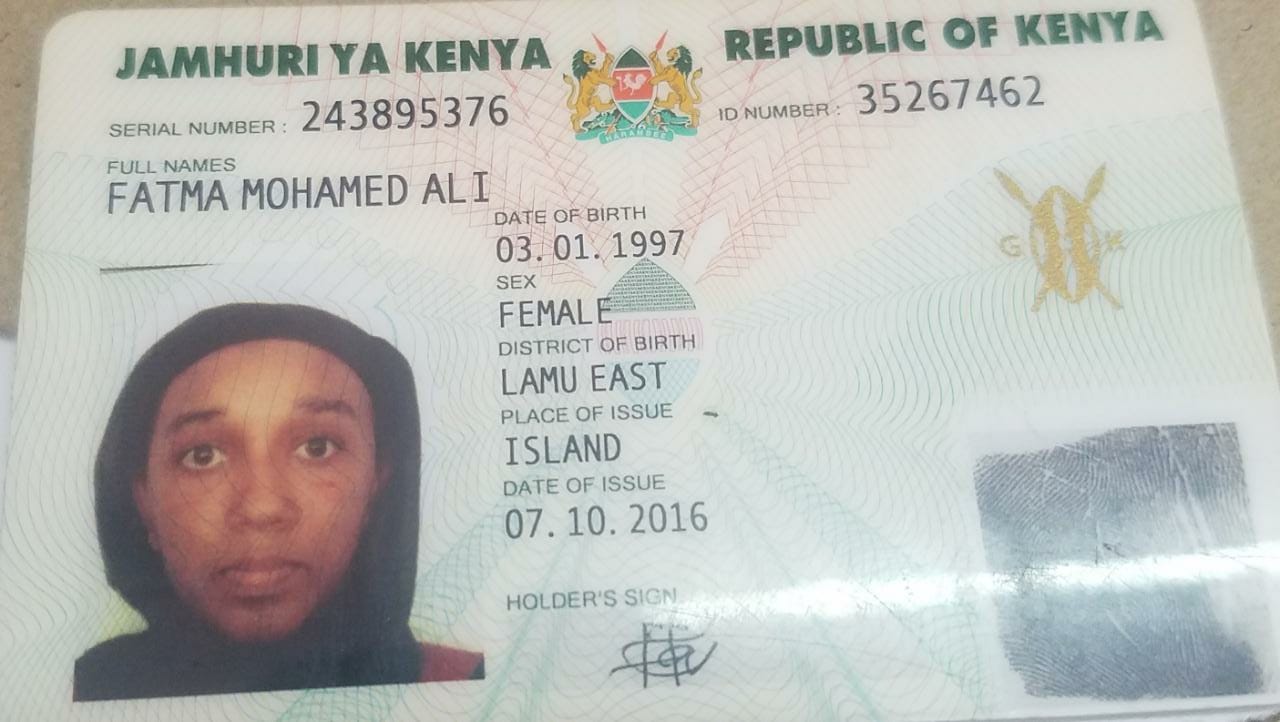 JAMHURI YA KENYA
REPUBLIC OF KENYA
SERIAL NUMBER : 243895376
ID NUMBER : 35267462
HARAMBEE
FULL NAMES
FATMA MOHAMED ALI
DATE OF BIRTH
03. 01. 1997
SEX
FEMALE
DISTRICT OF BIRTH
LAMU EAST
PLACE OF ISSUE
ISLAND
DATE OF ISSUE
07. 10. 2016
HOLDER'S SIGN
G K